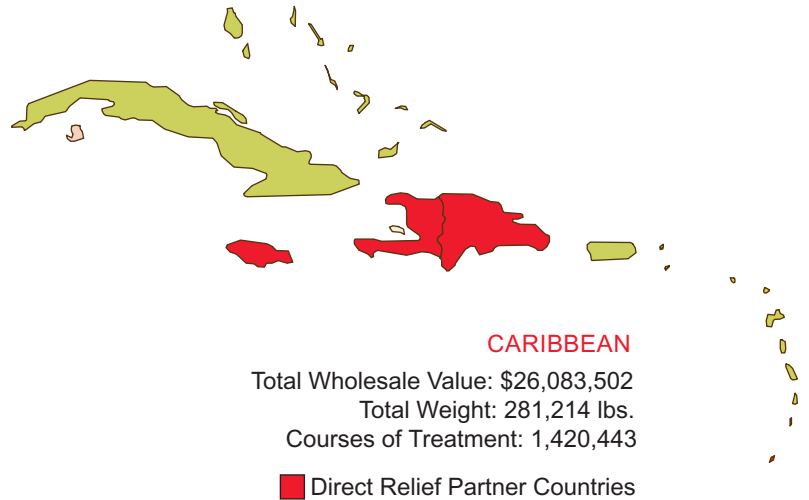 CARIBBEAN
Total Wholesale Value: $26,083,502
Total Weight: 281,214 lbs.
Courses of Treatment: 1,420,443
Direct Relief Partner Countries